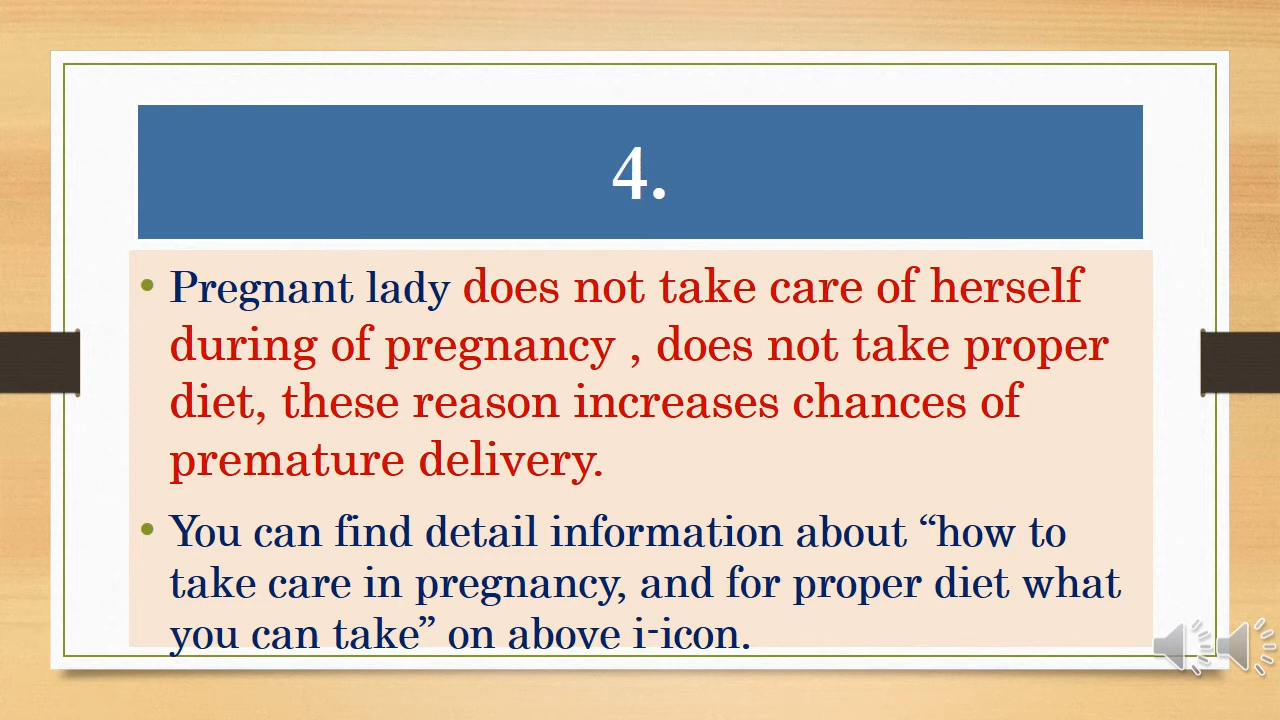 4.
• Pregnant lady does not take care of herself
during of pregnancy , does not take proper
diet, these reason increases chances of
premature delivery.
• You can find detail information about “how to
take care in pregnancy, and for proper diet what
you can take” on above i-icon.